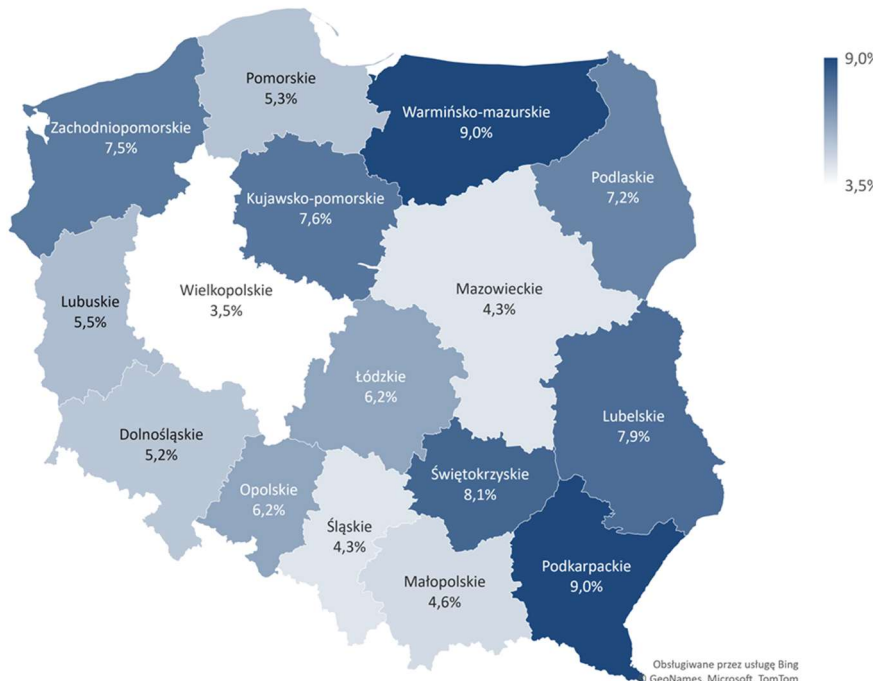 Pomorskie
5,3%
9,0%
Warmińsko-mazurskie
9,0%
Zachodniopomorskie
7,5%
Podlaskie
7,2%
3,5%
Kujawsko-pomorskie
7,6%
Wielkopolskie
3,5%
Mazowieckie
4,3%
Lubuskie
5,5%
Łódzkie
6,2%
Lubelskie
7,9%
Dolnośląskie
5,2%
Świętokrzyskie
8,1%
Opolskie
6,2%
Śląskie
4,3%
Podkarpackie
9,0%
Małopolskie
4,6%
Obsługiwane przez usługę Bing
© GeoNames, Microsoft, TomTom